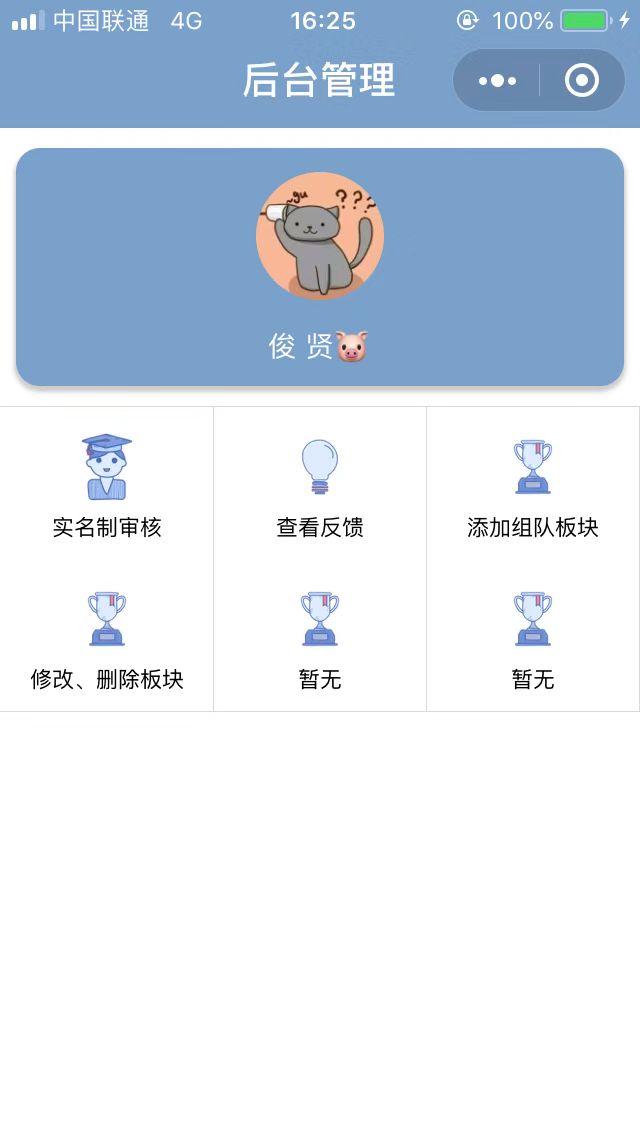 中国联通 4G 16:25 100%
后台管理
~gu ???
俊 贤🐷
实名制审核 查看反馈 添加组队板块
修改、删除板块 暂无 暂无